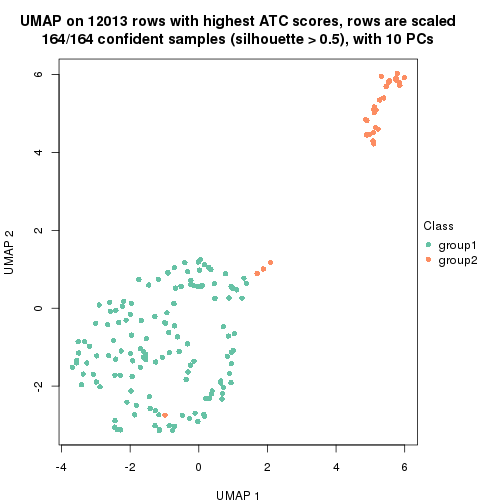 UMAP on 12013 rows with highest ATC scores, rows are scaled
164/164 confident samples (silhouette > 0.5), with 10 PCs
6
4
2
0
-2
UMAP 2
-4
-2
0
2
4
6
UMAP 1
Class
group1
group2